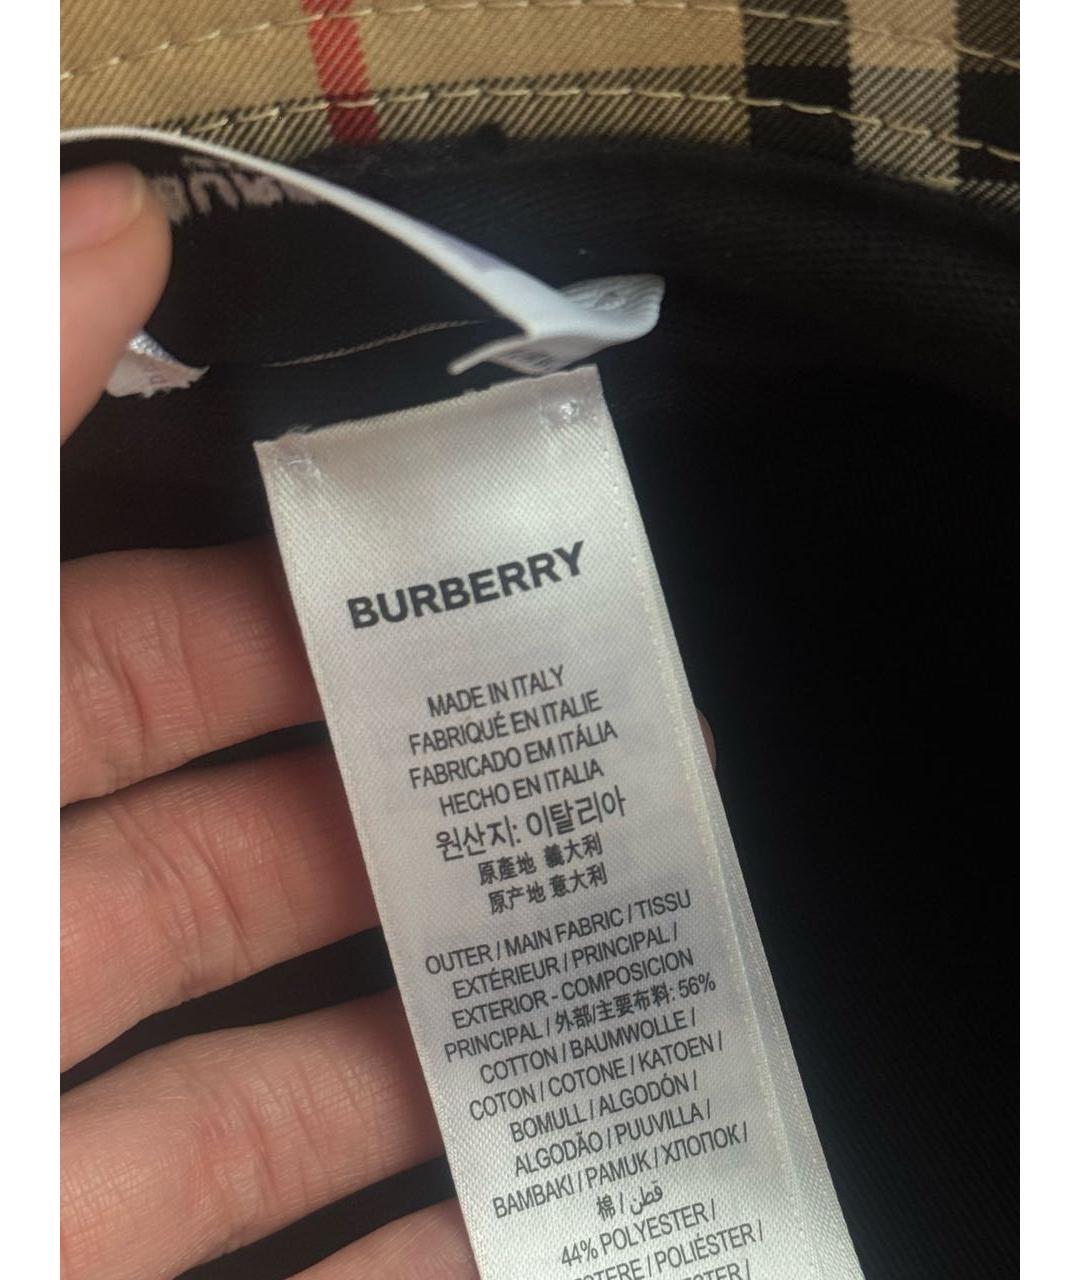 BURBERRY
MADE IN ITALY
FABRIQUÉ EN ITALIE
FABRICADO EM ITÁLIA
HECHO EN ITALIA
원산지: 이탈리아
原產地 義大利
原产地 意大利
OUTER / MAIN FABRIC / TISSU
EXTÉRIEUR / PRINCIPAL /
EXTERIOR - COMPOSICION
PRINCIPAL / 外部/主要布料: 56%
COTTON / BAUMWOLLE /
COTON / COTONE / KATOEN /
BOMULL / ALGODÓN /
ALGODÃO / PUUVILLA /
BAMBAKI / PAMUK / ХЛОПОК /
棉 / قطن
44% POLYESTER /
/ POLIÉSTER /